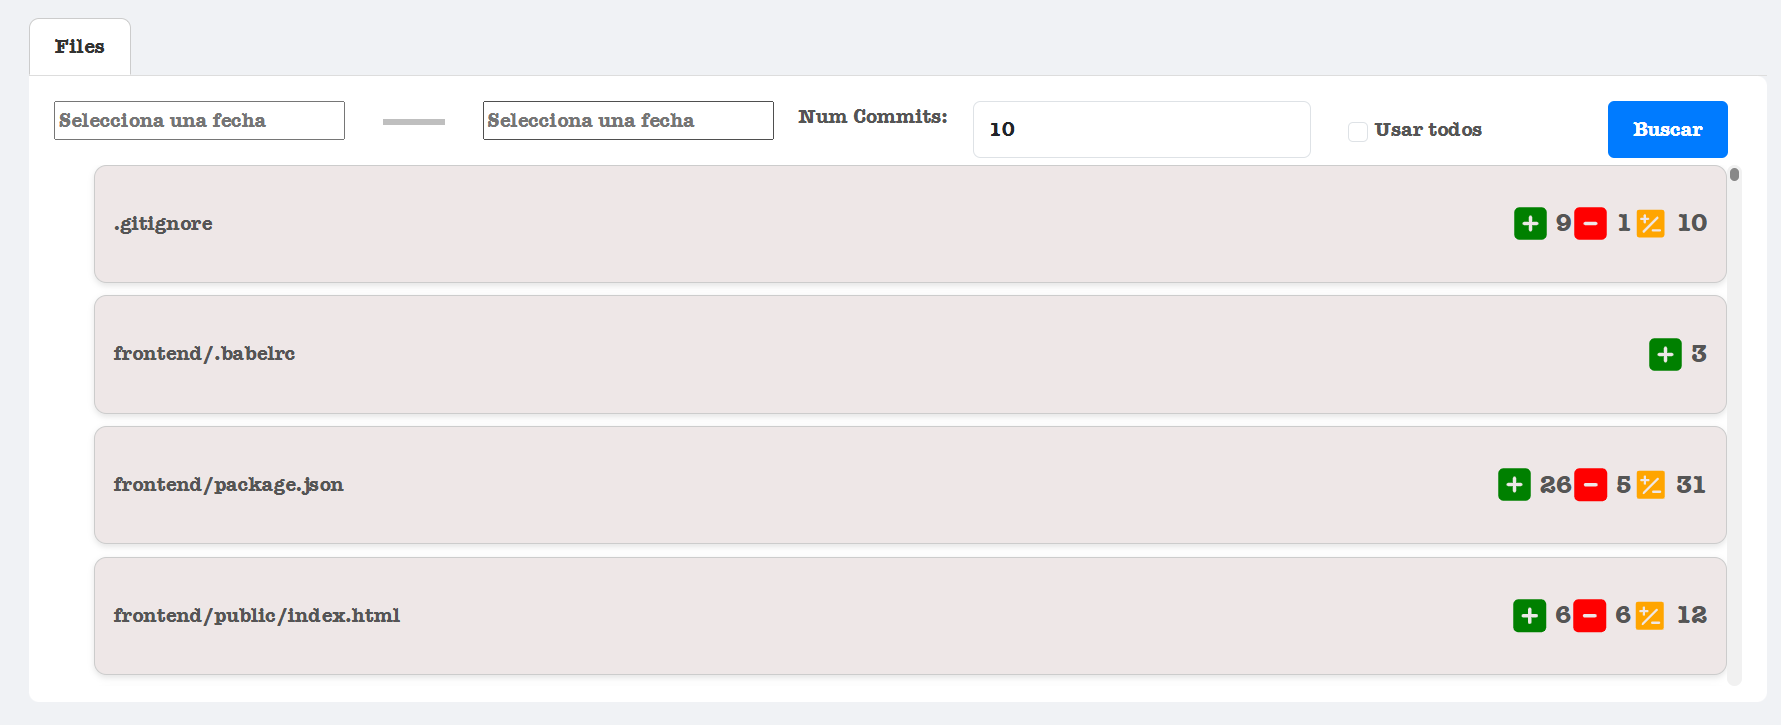 Files
Selecciona una fecha Selecciona una fecha Num Commits: 10 Usar todos Buscar
.gitignore 9 1 10
frontend/.babelrc 3
frontend/package.json 26 5 31
frontend/public/index.html 6 6 12